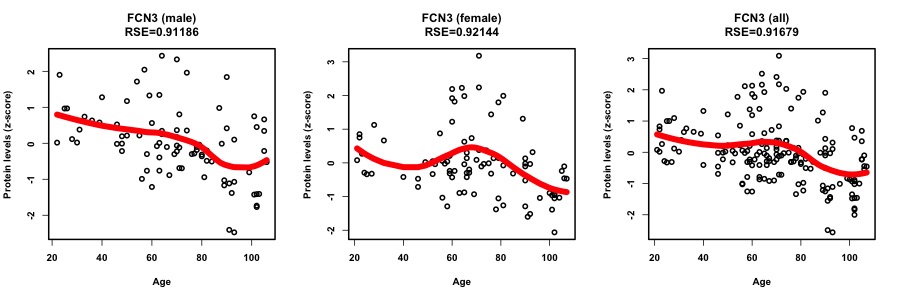 FCN3 (male)
RSE=0.91186
Protein levels (z-score)
2
1
0
-1
-2
20
40
60
80
100
Age
FCN3 (female)
RSE=0.92144
Protein levels (z-score)
3
2
1
0
-1
-2
20
40
60
80
100
Age
FCN3 (all)
RSE=0.91679
Protein levels (z-score)
3
2
1
0
-1
-2
20
40
60
80
100
Age